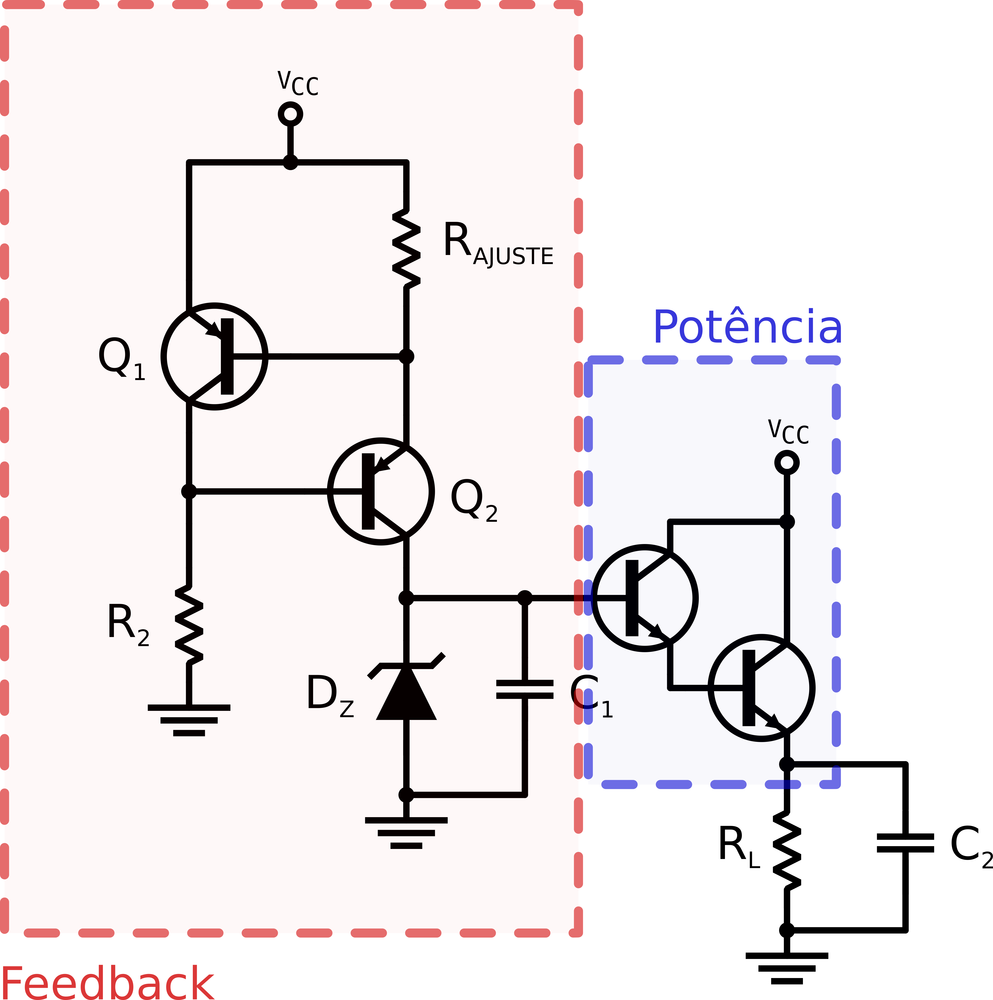 VCC
RAJUSTE
Q1
Potência
VCC
Q2
R2
DZ
C1
RL
C2
Feedback